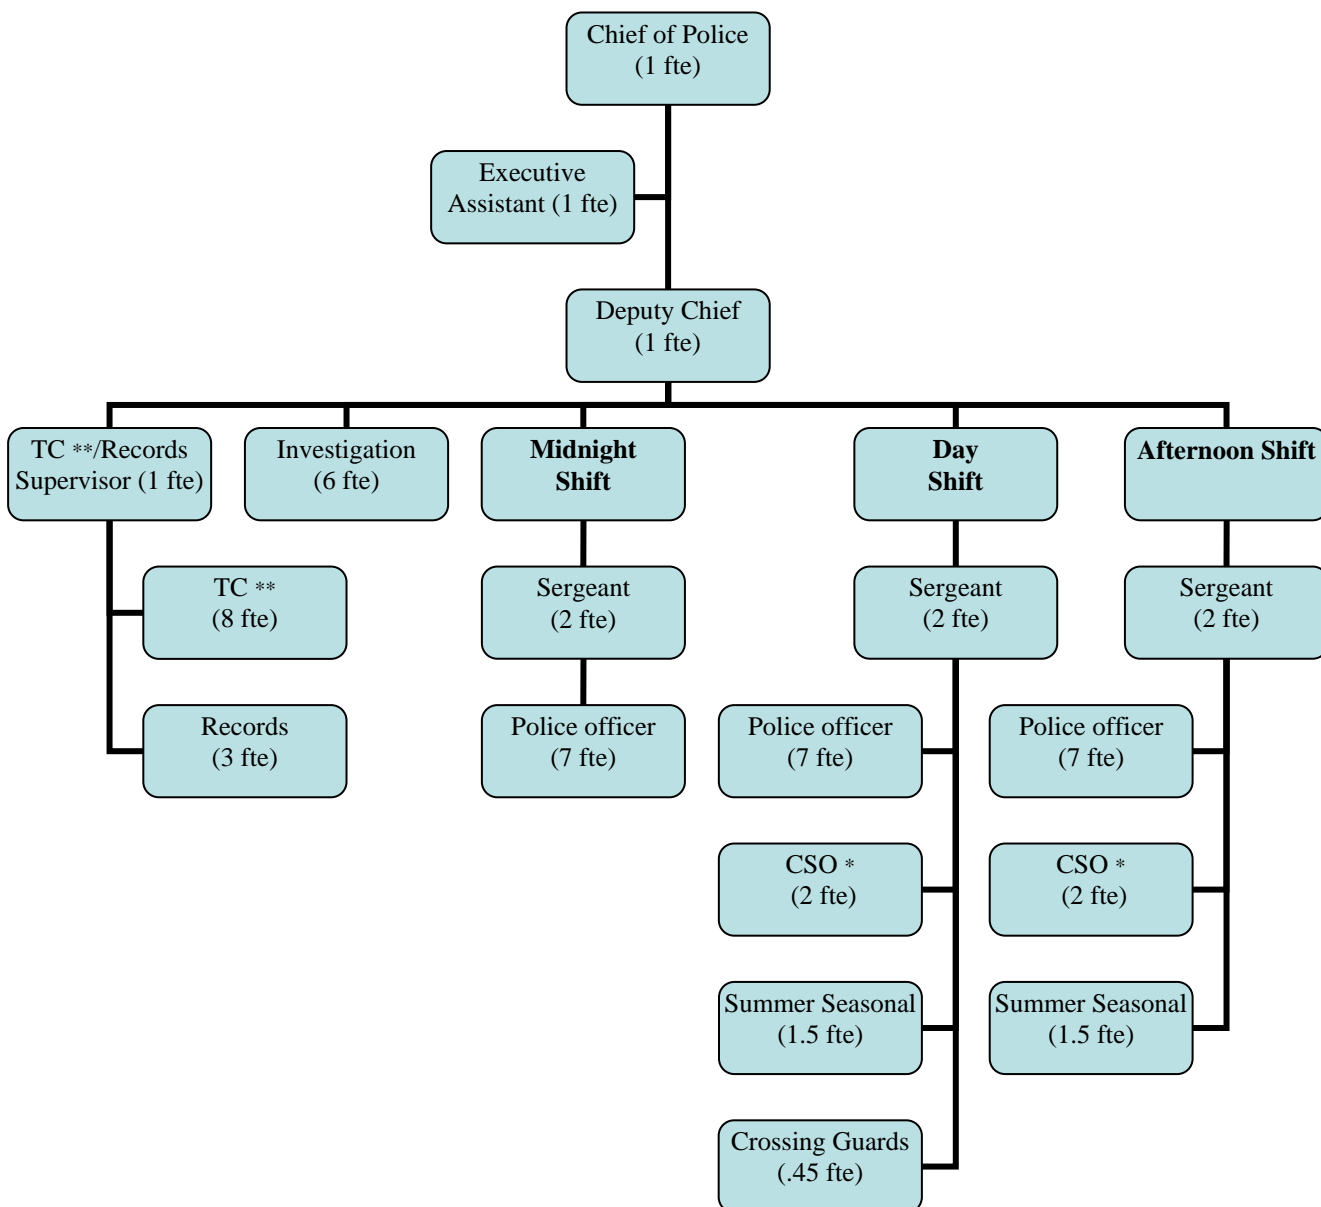 Chief of Police
(1 fte)
Executive
Assistant (1 fte)
Deputy Chief
(1 fte)
TC **/Records
Supervisor (1 fte)
Investigation
(6 fte)
Midnight
Shift
Day
Shift
Afternoon Shift
TC **
(8 fte)
Sergeant
(2 fte)
Sergeant
(2 fte)
Sergeant
(2 fte)
Records
(3 fte)
Police officer
(7 fte)
Police officer
(7 fte)
Police officer
(7 fte)
CSO *
(2 fte)
CSO *
(2 fte)
Summer Seasonal
(1.5 fte)
Summer Seasonal
(1.5 fte)
Crossing Guards
(.45 fte)